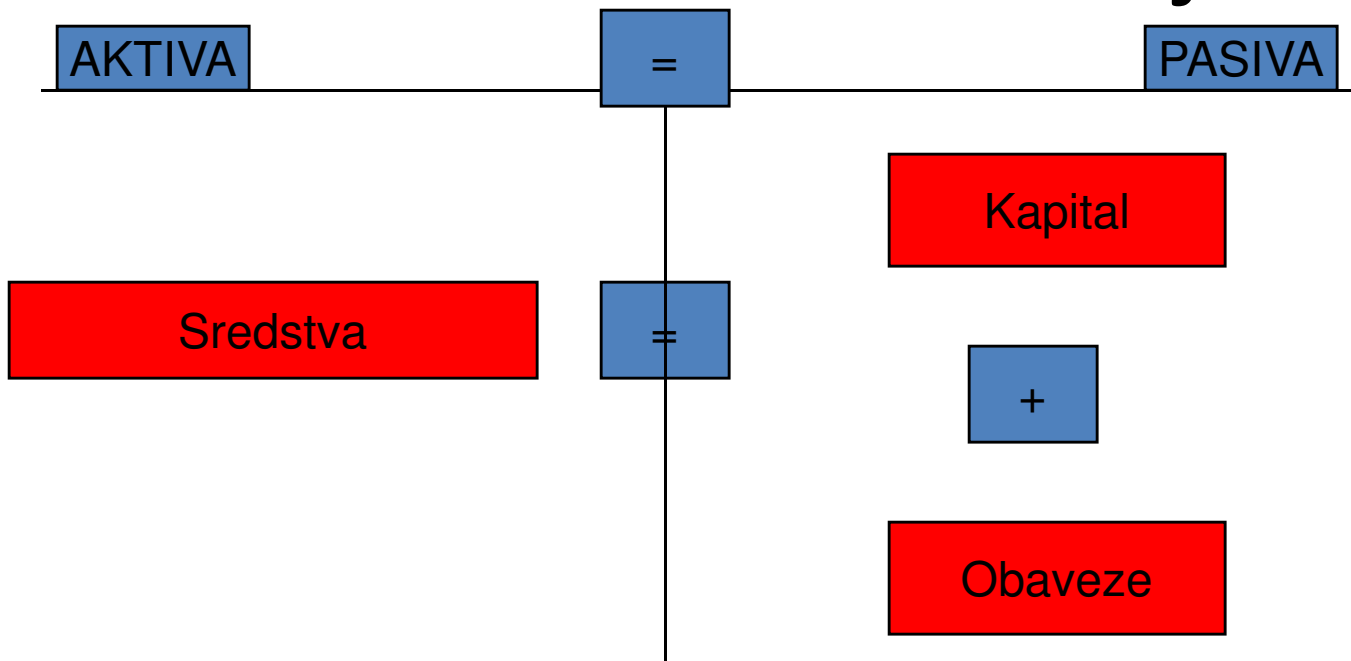 AKTIVA
=
PASIVA
Kapital
Sredstva
=
+
Obaveze